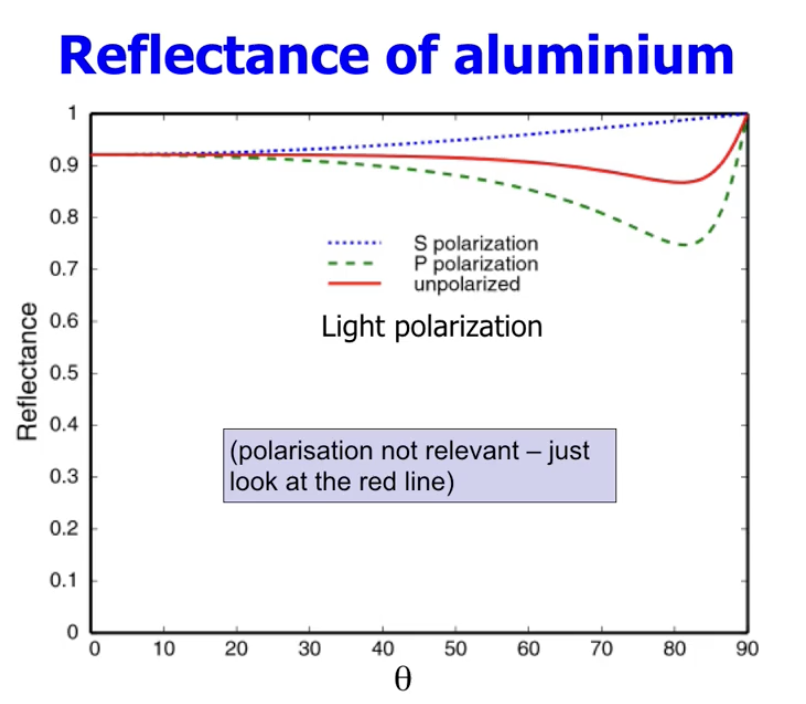 Reflectance of aluminium
1
0.9
0.8
0.7
0.6
0.5
0.4
0.3
0.2
0.1
0
Reflectance
S polarization
P polarization
unpolarized
Light polarization
(polarisation not relevant – just
look at the red line)
0 10 20 30 40 50 60 70 80 90
θ